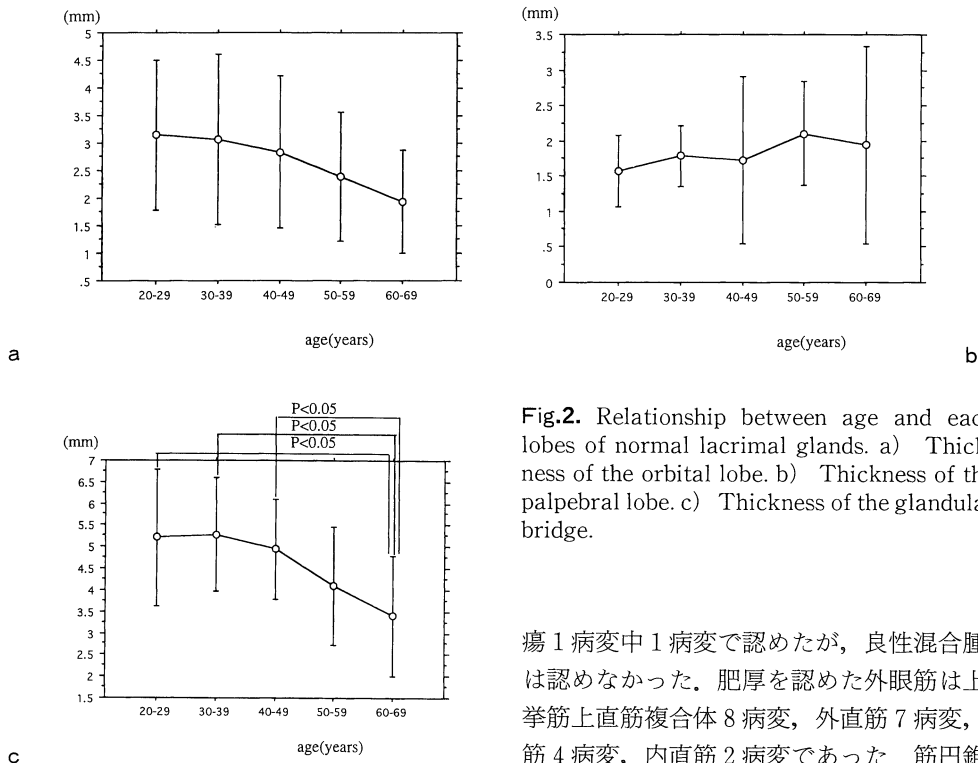 (mm)
5
4.5
4
3.5
3
2.5
2
1.5
1
.5
20-29 30-39 40-49 50-59 60-69
age(years)
a
(mm)
3.5
3
2.5
2
1.5
1
.5
0
20-29 30-39 40-49 50-59 60-69
age(years)
b
P<0.05
P<0.05
P<0.05
(mm)
7
6.5
6
5.5
5
4.5
4
3.5
3
2.5
2
1.5
20-29 30-39 40-49 50-59 60-69
age(years)
c
Fig.2. Relationship between age and eac
lobes of normal lacrimal glands. a) Thic
ness of the orbital lobe. b) Thickness of th
palpebral lobe. c) Thickness of the glandula
bridge.
瘍1病変中1病変で認めたが，良性混合腫
は認めなかった．肥厚を認めた外眼筋は上
挙筋上直筋複合体8病変，外直筋7病変，
筋4病変，内直筋2病変であった．筋円錐